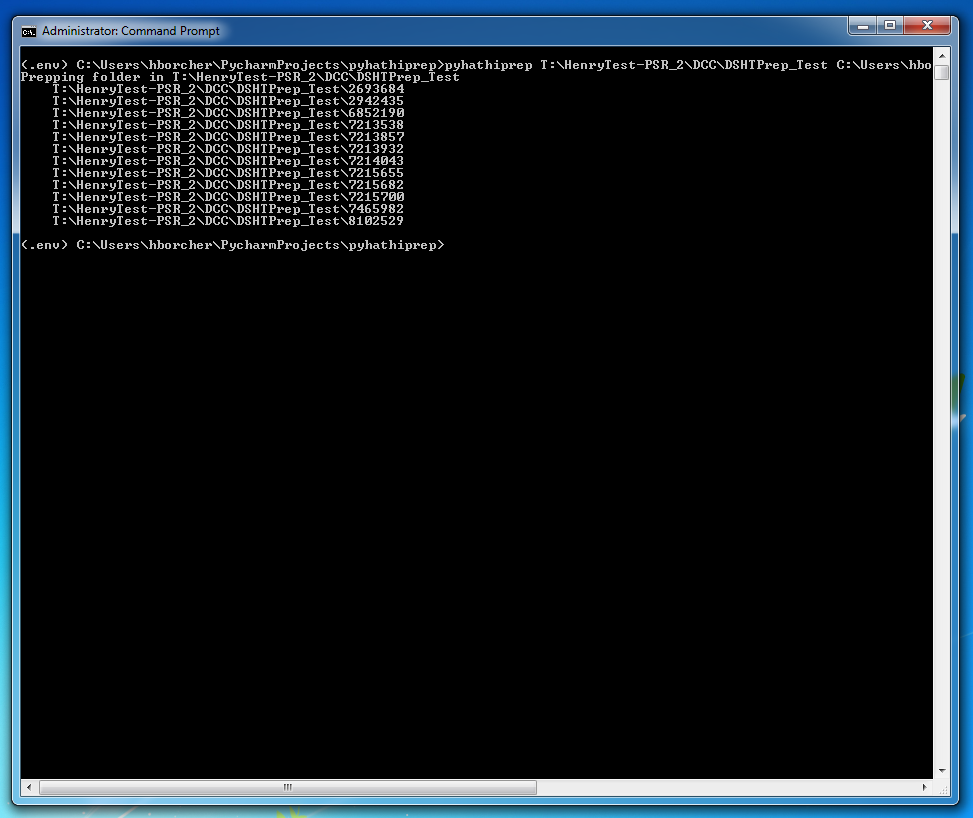 Administrator: Command Prompt
(.env) C:\Users\hborcher\PycharmProjects\pyhathiprep>pyhathiprep T:\HenryTest-PSR_2\DCC\DSHTPrep_Test C:\Users\hbo
Prepping folder in T:\HenryTest-PSR_2\DCC\DSHTPrep_Test
T:\HenryTest-PSR_2\DCC\DSHTPrep_Test\2693684
T:\HenryTest-PSR_2\DCC\DSHTPrep_Test\2942435
T:\HenryTest-PSR_2\DCC\DSHTPrep_Test\6852190
T:\HenryTest-PSR_2\DCC\DSHTPrep_Test\7213538
T:\HenryTest-PSR_2\DCC\DSHTPrep_Test\7213857
T:\HenryTest-PSR_2\DCC\DSHTPrep_Test\7213932
T:\HenryTest-PSR_2\DCC\DSHTPrep_Test\7214043
T:\HenryTest-PSR_2\DCC\DSHTPrep_Test\7215655
T:\HenryTest-PSR_2\DCC\DSHTPrep_Test\7215682
T:\HenryTest-PSR_2\DCC\DSHTPrep_Test\7215700
T:\HenryTest-PSR_2\DCC\DSHTPrep_Test\7465982
T:\HenryTest-PSR_2\DCC\DSHTPrep_Test\8102529
(.env) C:\Users\hborcher\PycharmProjects\pyhathiprep>